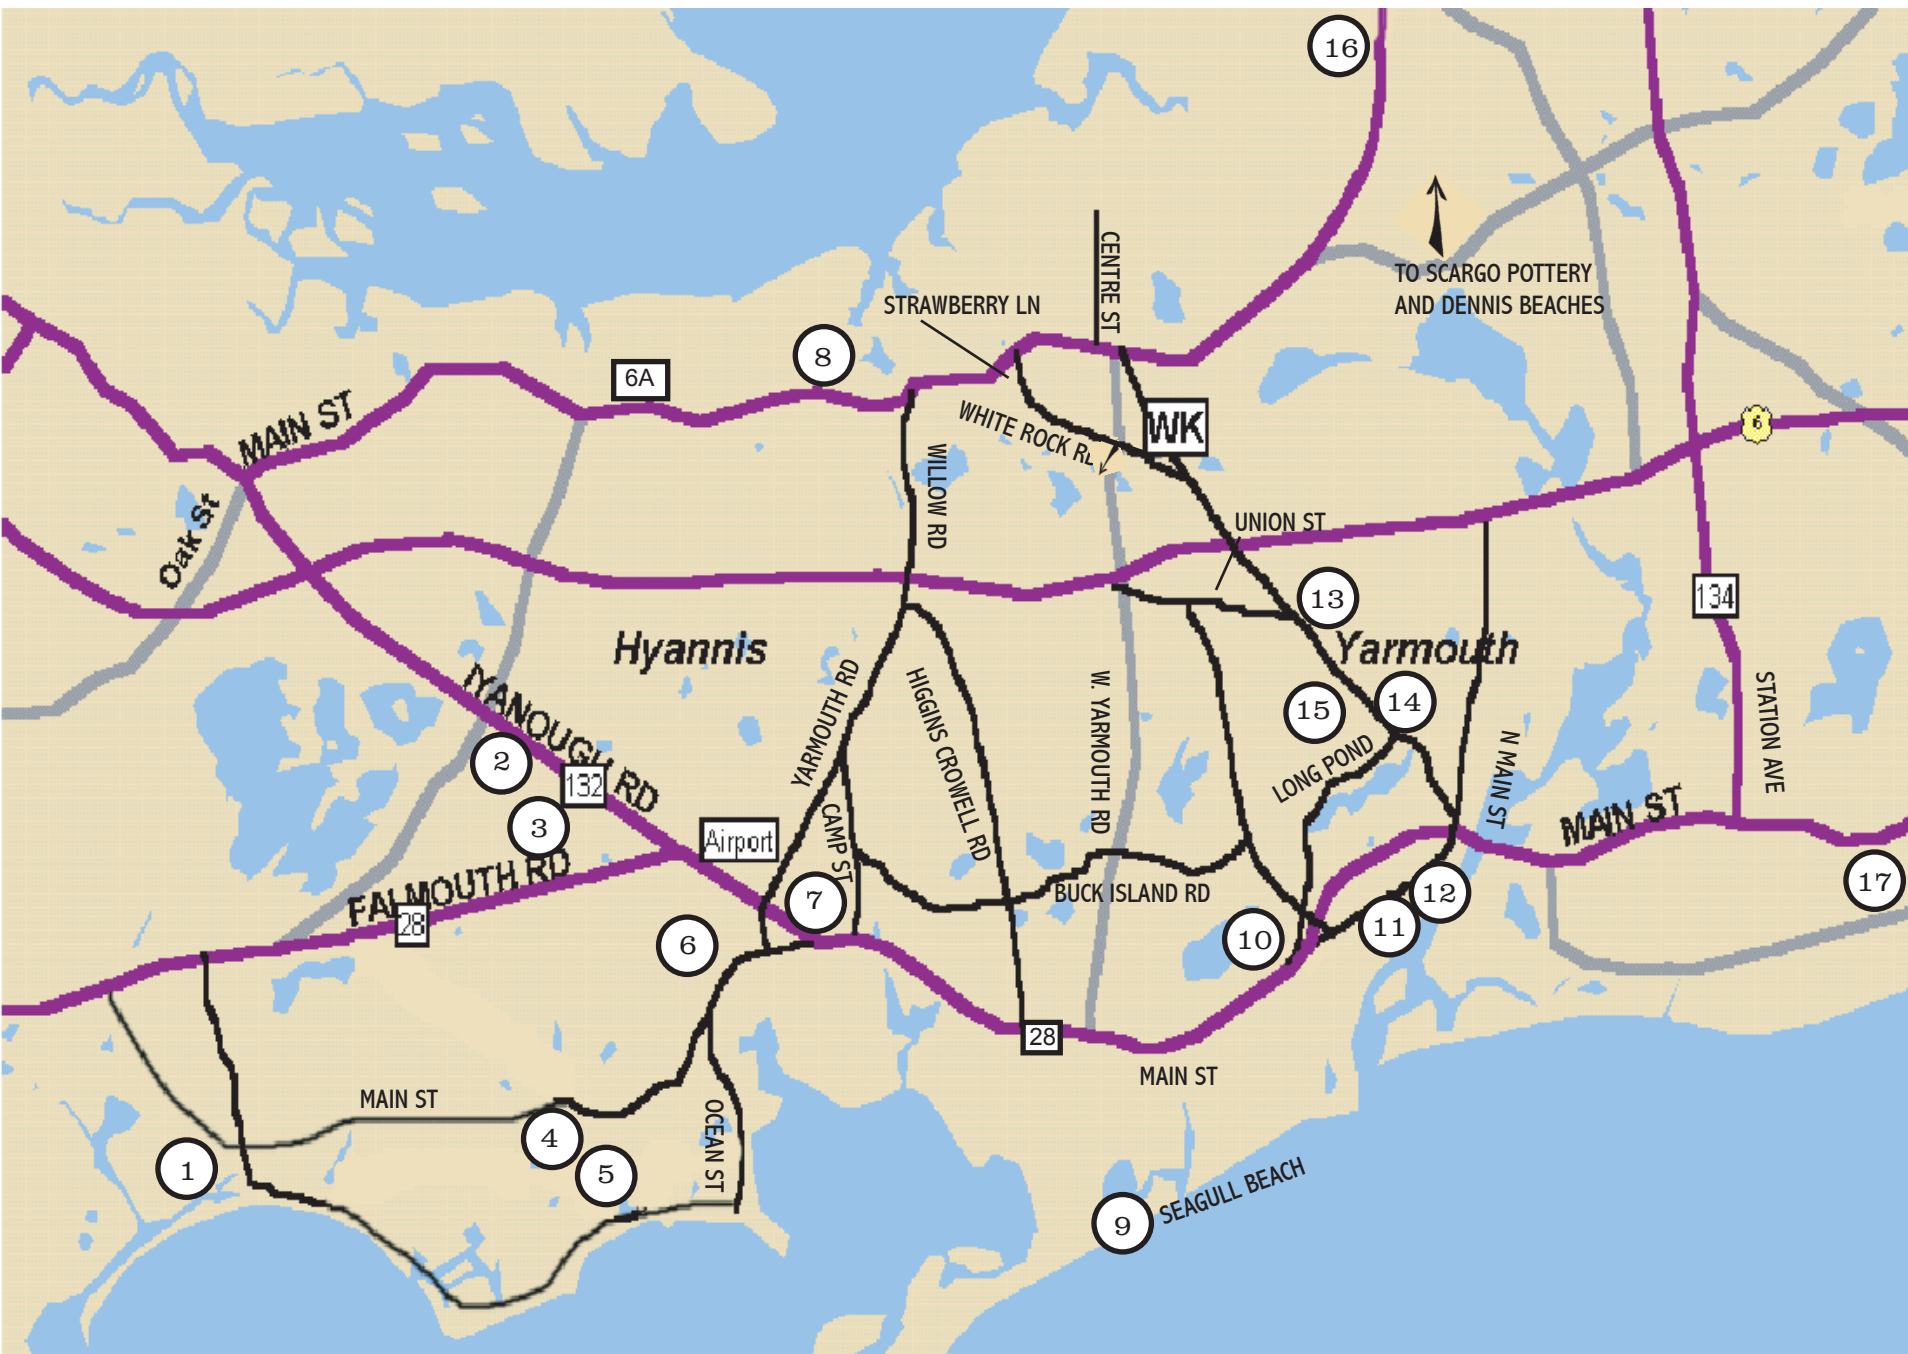 16
CENTRE ST
TO SCARGO POTTERY
AND DENNIS BEACHES
STRAWBERRY LN
8
6A
MAIN ST
WHITE ROCK RD
WK
6
WILLOW RD
Oak St
UNION ST
13
134
Hyannis
Yarmouth
IYANOUGH RD
YARMOUTH RD
HIGGINS CROWELL RD
W. YARMOUTH RD
15
14
STATION AVE
2
132
LONG POND
N MAIN ST
3
Airport
CAMP ST
MAIN ST
FALMOUTH RD
28
7
BUCK ISLAND RD
12
17
6
10
11
28
MAIN ST
MAIN ST
OCEAN ST
4
1
5
9
SEAGULL BEACH